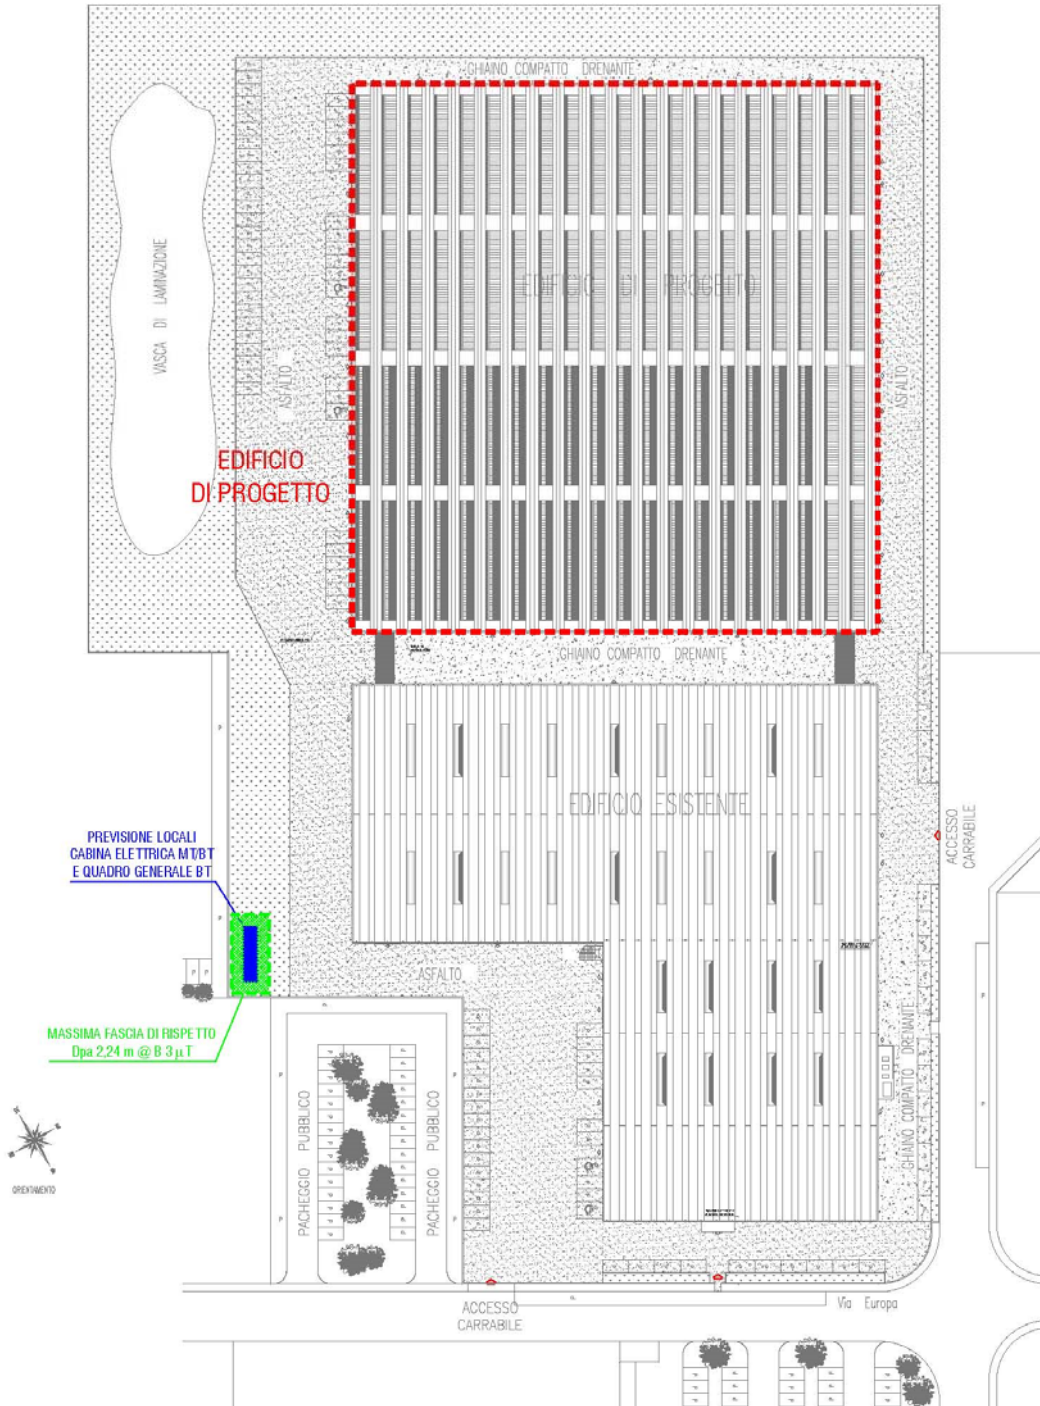 GHIAINO COMPATTO DRENANTE
EDIFICIO DI PROGETTO
VASCA DI LAMINAZIONE
ASFALTO
ASFALTO
EDIFICIO
DI PROGETTO
GHIAINO COMPATTO DRENANTE
EDIFICIO ESISTENTE
ACCESSO
CARRABILE
PREVISIONE LOCALI
CABINA ELETTRICA MT/BT
E QUADRO GENERALE BT
ASFALTO
MASSIMA FASCIA DI RISPETTO
Dpa 2,24 m @ B 3 µT
GHIAINO COMPATTO DRENANTE
PACHEGGIO PUBBLICO
PACHEGGIO PUBBLICO
ORIENTAMENTO
ACCESSO
CARRABILE
Via Europa